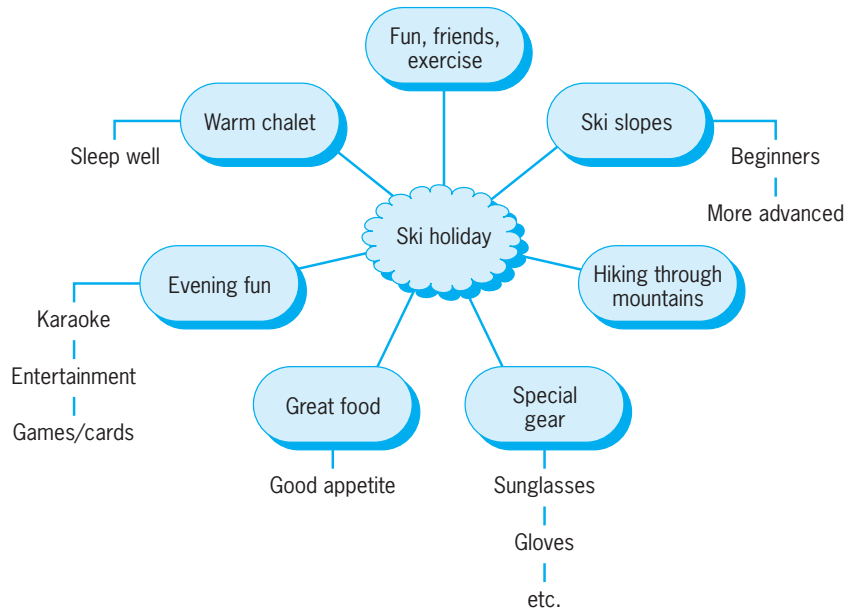 Fun, friends,
exercise
Warm chalet
Ski slopes
Sleep well
Beginners
More advanced
Ski holiday
Evening fun
Hiking through
mountains
Karaoke
Entertainment
Games/cards
Great food
Special
gear
Good appetite
Sunglasses
Gloves
etc.